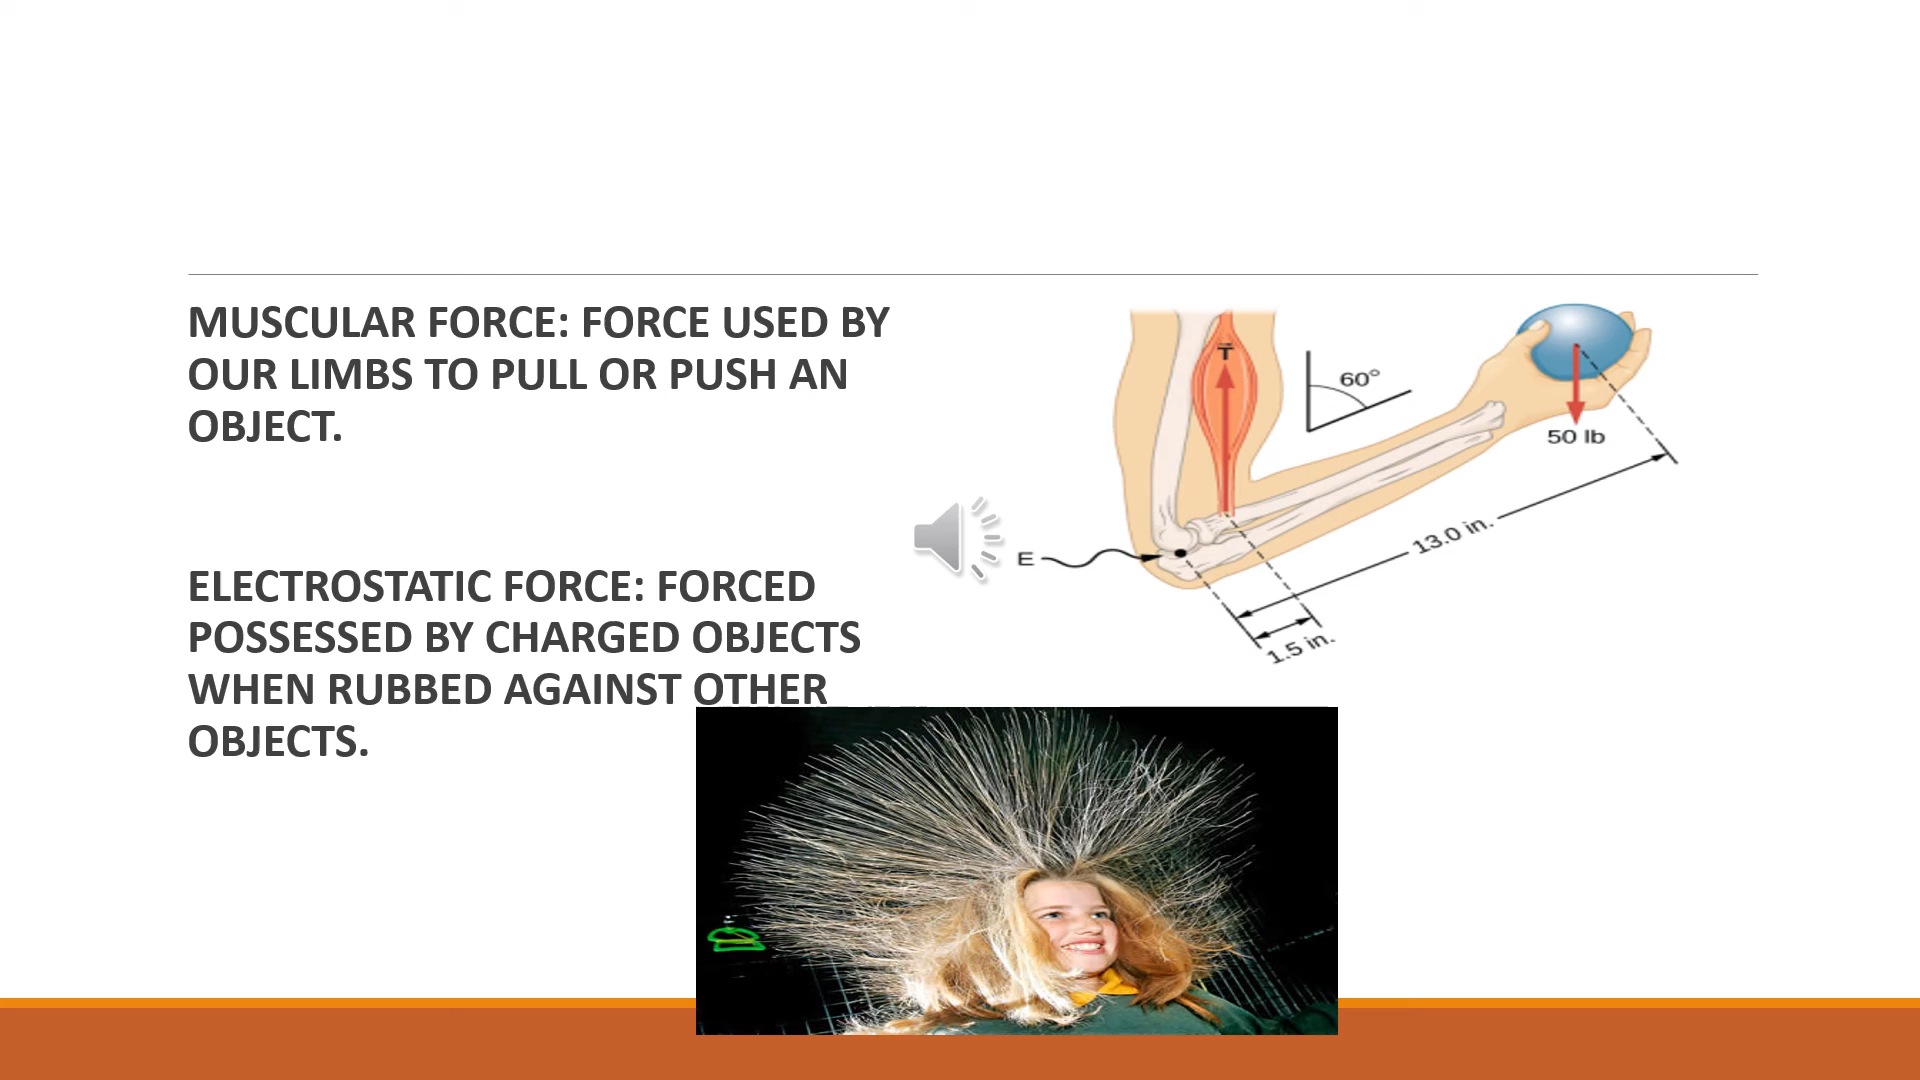 MUSCULAR FORCE: FORCE USED BY
OUR LIMBS TO PULL OR PUSH AN
OBJECT.
ELECTROSTATIC FORCE: FORCED
POSSESSED BY CHARGED OBJECTS
WHEN RUBBED AGAINST OTHER
OBJECTS.
T
60°
50 lb
E
13.0 in.
1.5 in.